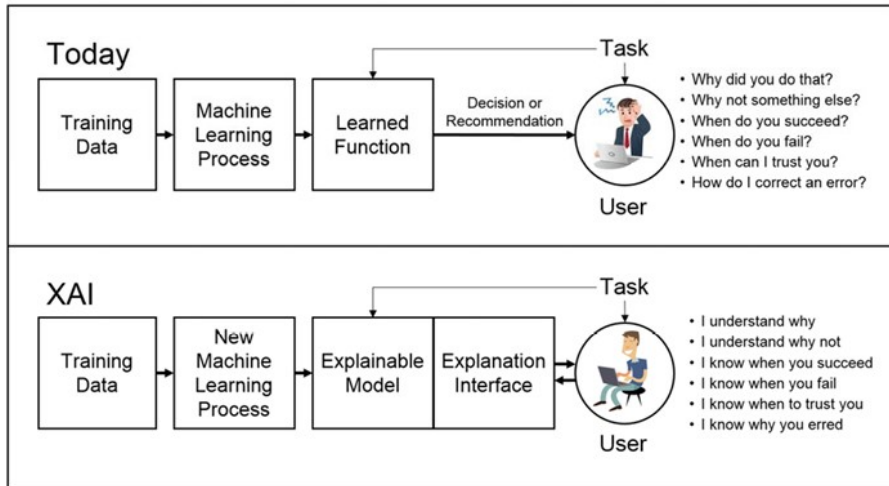 Today
Task
Training
Data
Machine
Learning
Process
Learned
Function
Decision or
Recommendation
User
• Why did you do that?
• Why not something else?
• When do you succeed?
• When do you fail?
• When can I trust you?
• How do I correct an error?
XAI
Task
Training
Data
New
Machine
Learning
Process
Explainable
Model
Explanation
Interface
User
• I understand why
• I understand why not
• I know when you succeed
• I know when you fail
• I know when to trust you
• I know why you erred